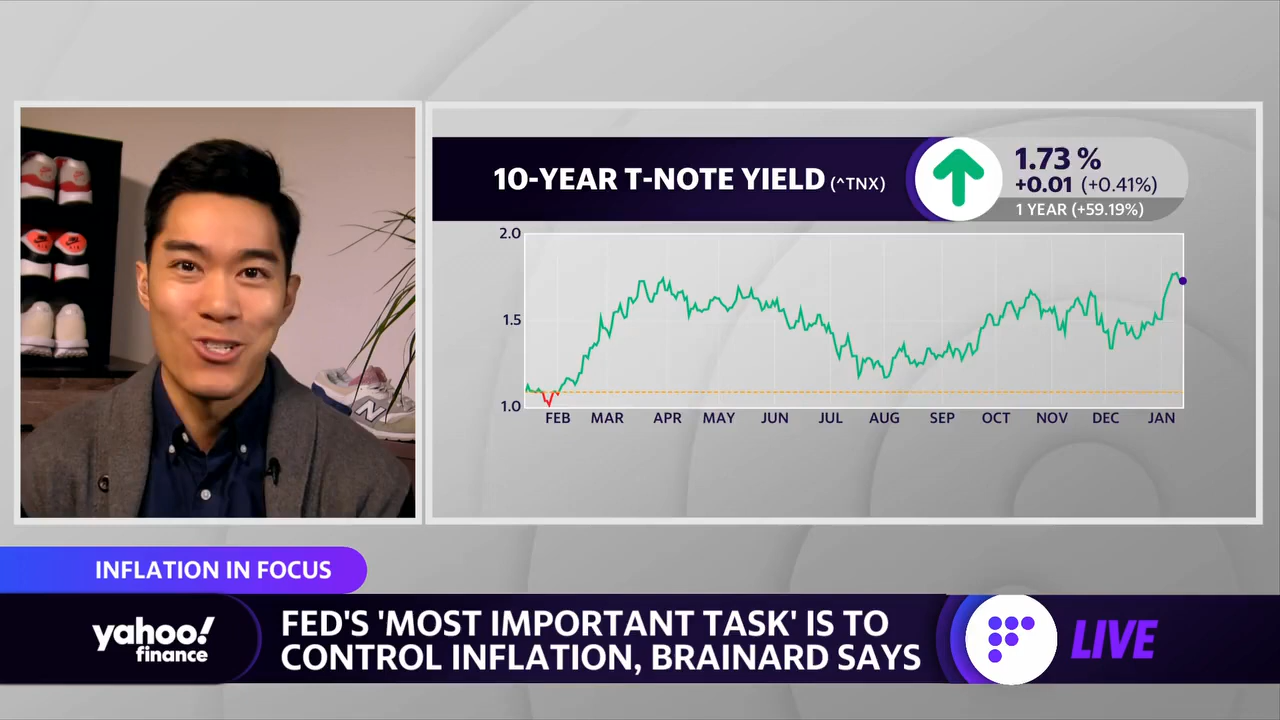 10-YEAR T-NOTE YIELD (^TNX)
1.73 %
+0.01 (+0.41%)
1 YEAR (+59.19%)
2.0
1.5
1.0
FEB MAR APR MAY JUN JUL AUG SEP OCT NOV DEC JAN
N
INFLATION IN FOCUS
yahoo!
finance
FED'S 'MOST IMPORTANT TASK' IS TO
CONTROL INFLATION, BRAINARD SAYS
LIVE